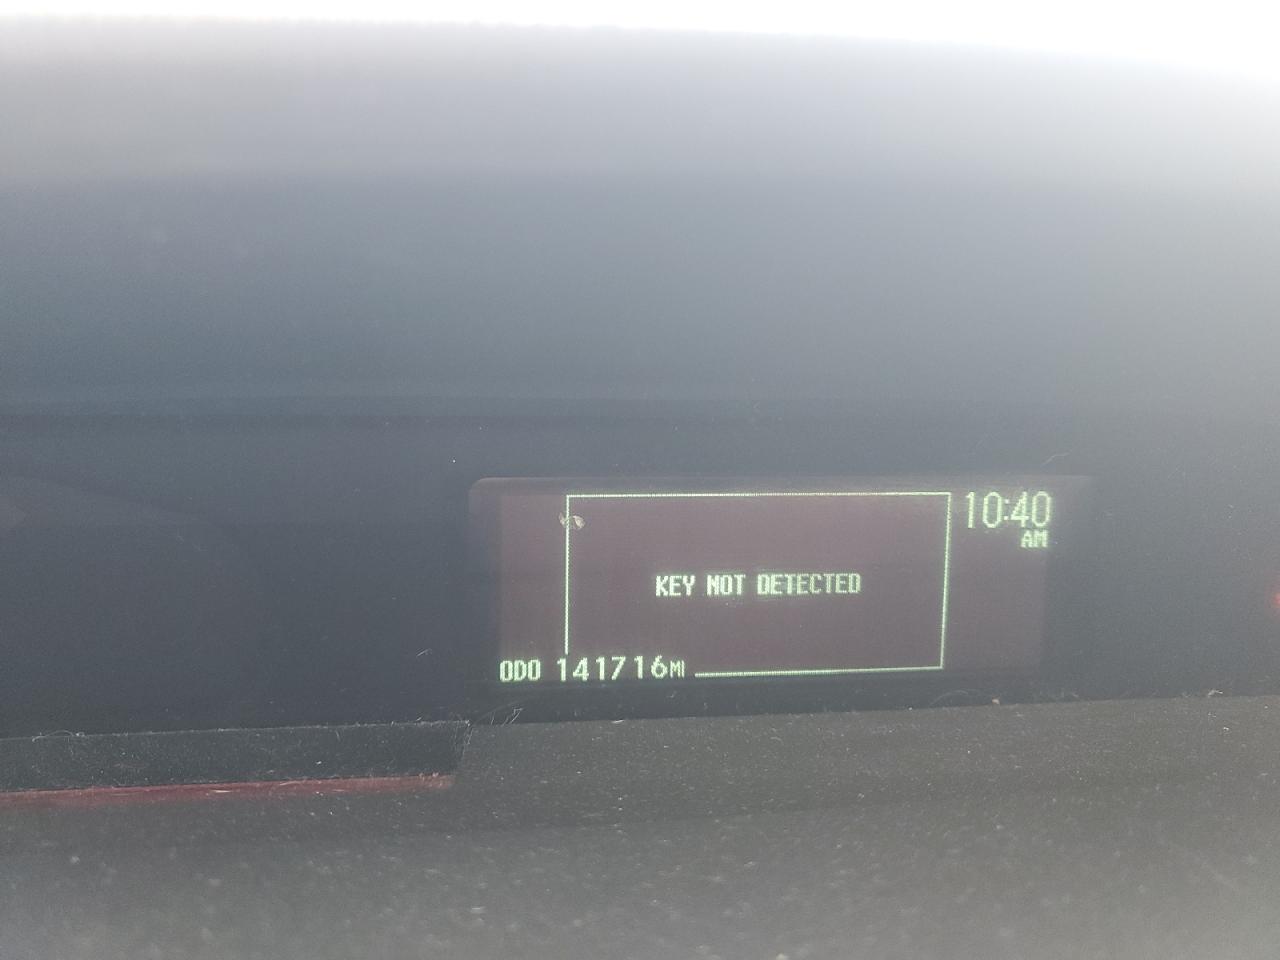 10:40
AM
KEY NOT DETECTED
ODO 141716MI